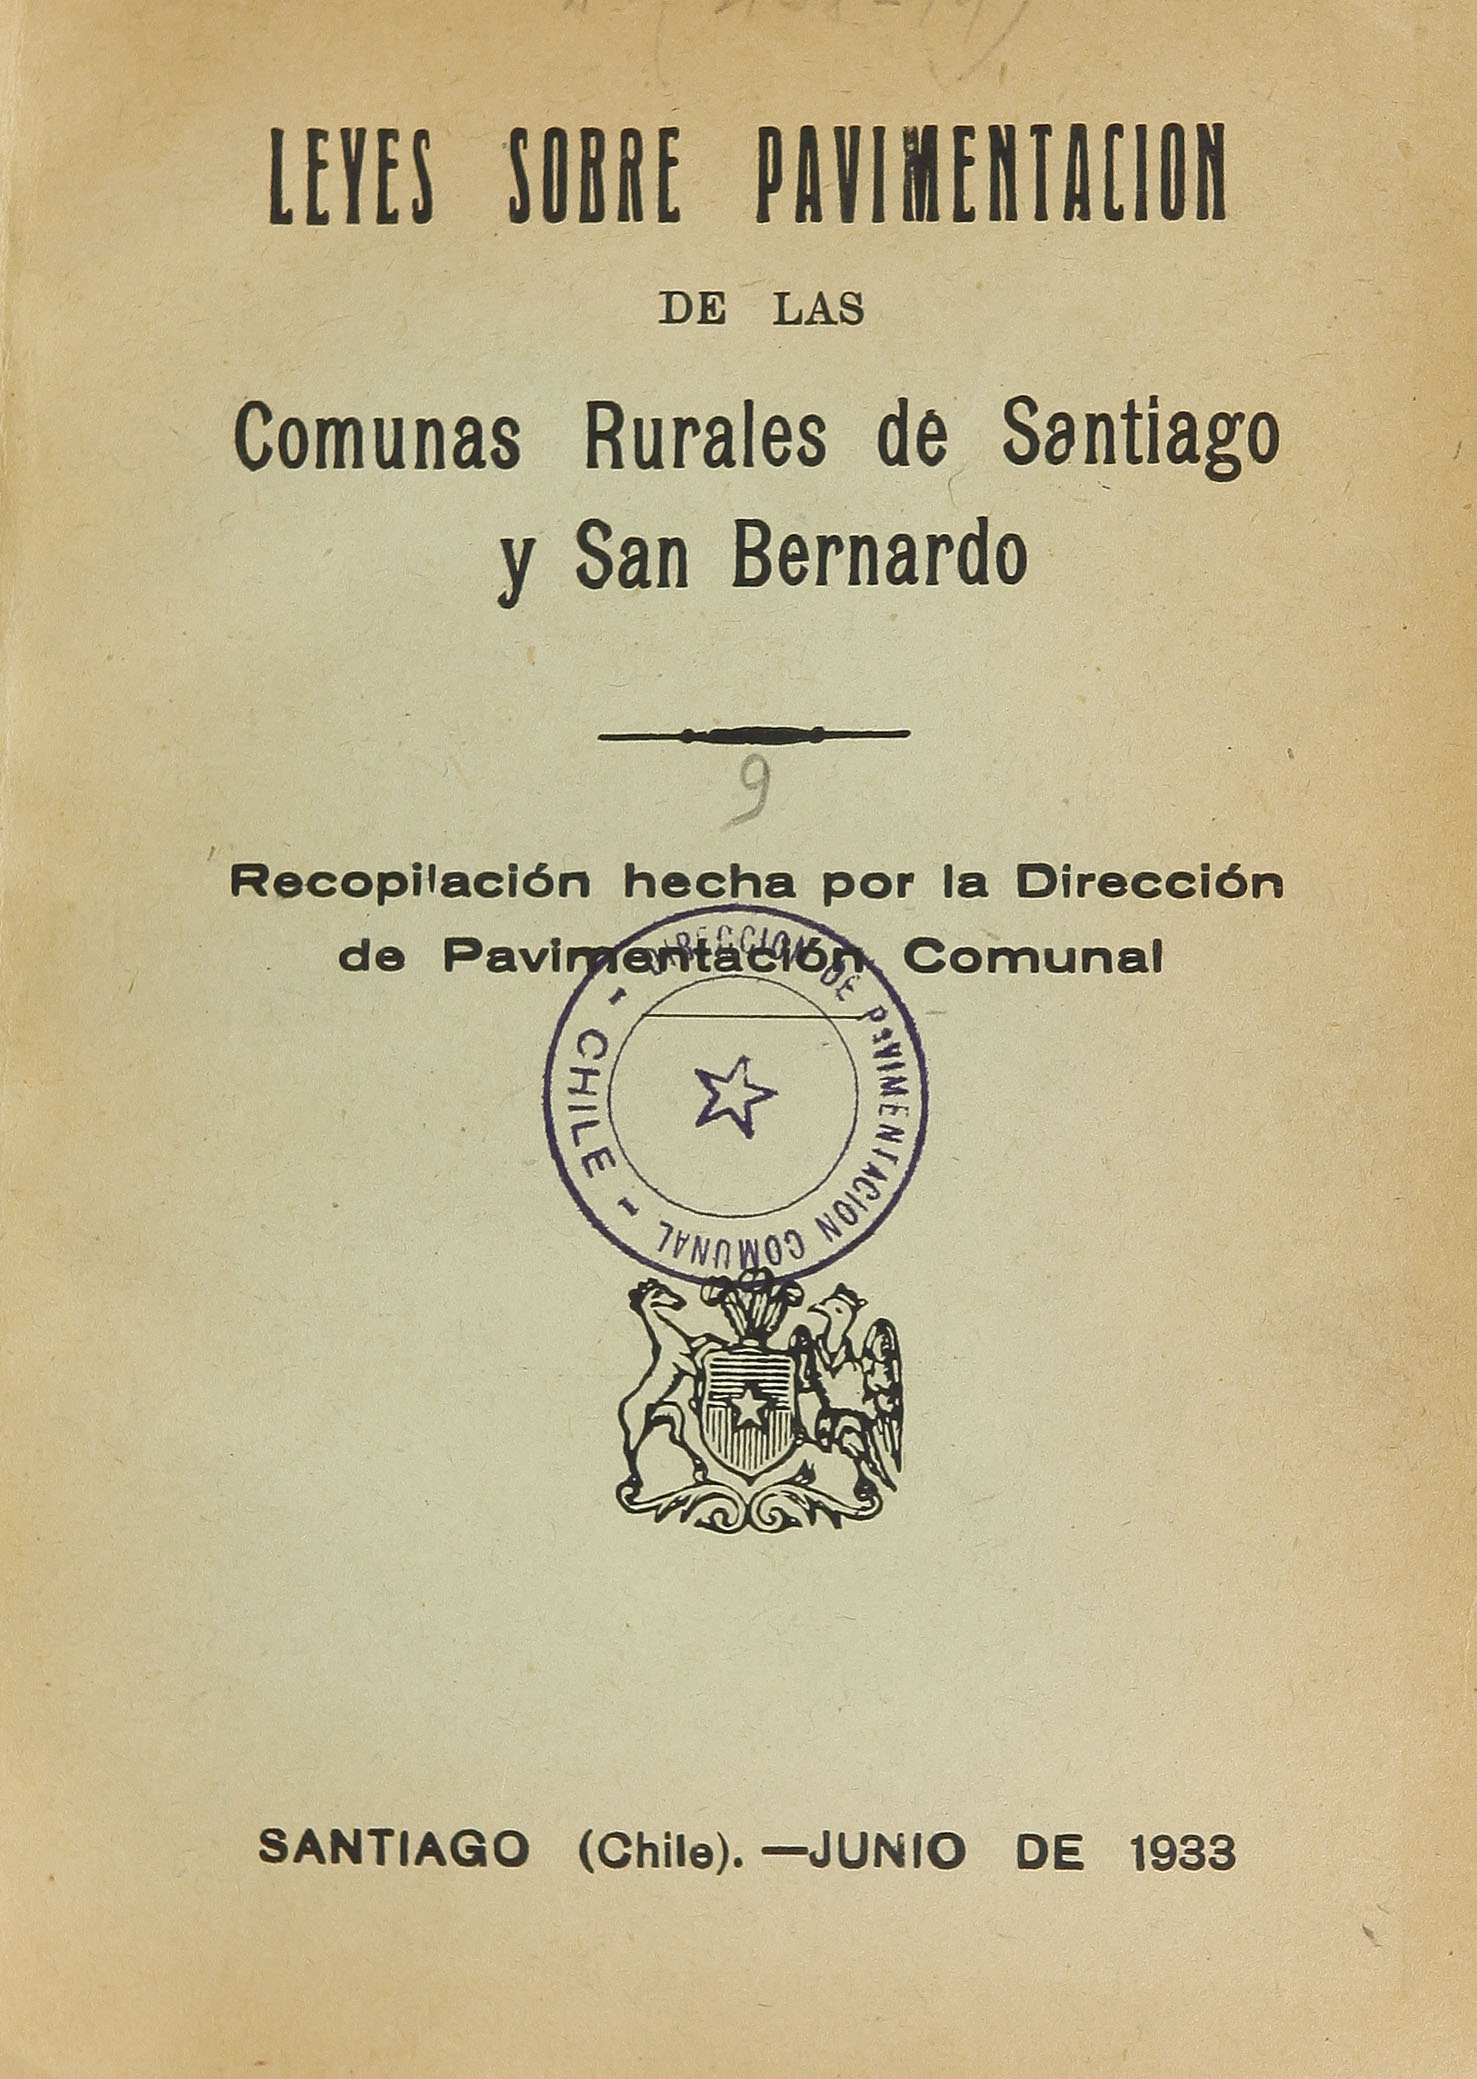 LEYES SOBRE PAVIMENTACION
DE LAS
Comunas Rurales de Santiago
y San Bernardo
9
Recopilación hecha por la Dirección
de Pavimentación Comunal
DIRECCION DE PAVIMENTACION COMUNAL
- CHILE -
SANTIAGO (Chile).—JUNIO DE 1933